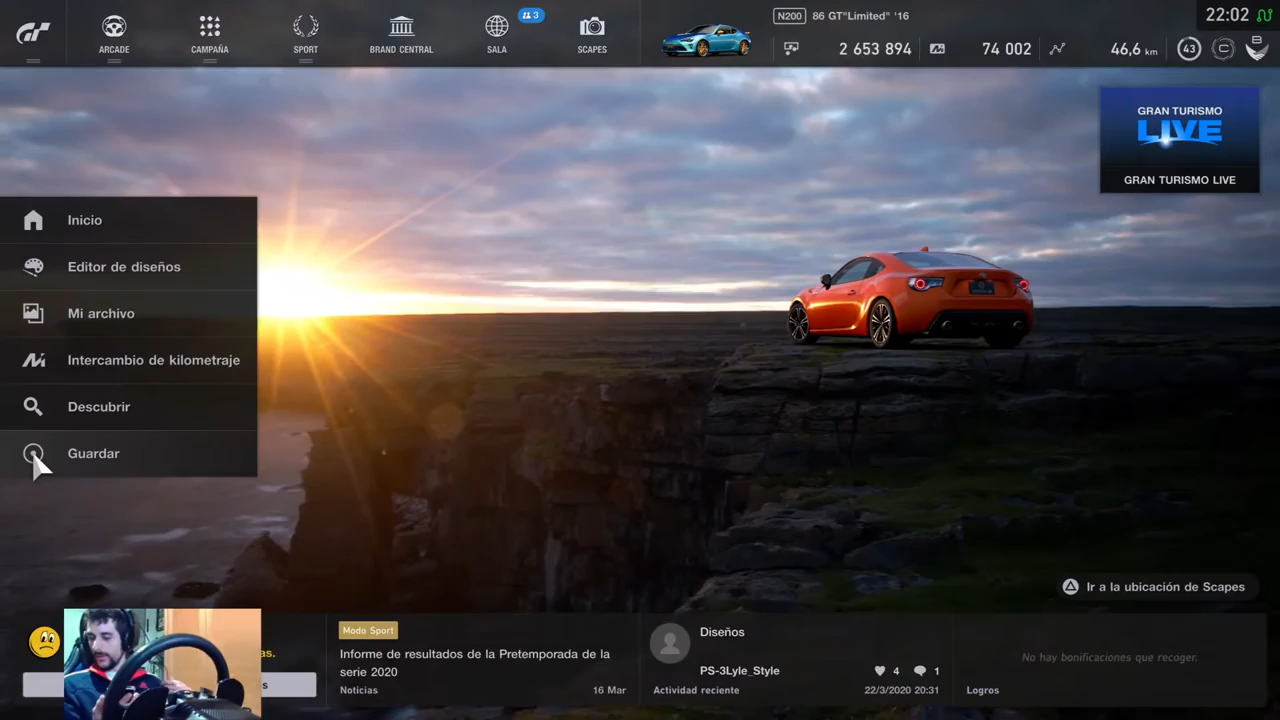 ARCADE
CAMPAÑA
SPORT
BRAND CENTRAL
3
SALA
SCAPES
N200 86 GT"Limited" '16
2 653 894
74 002
46,6 km
22:02
43
C
B
GRAN TURISMO
LIVE
GRAN TURISMO LIVE
Inicio
Editor de diseños
Mi archivo
Intercambio de kilometraje
Descubrir
Guardar
Ir a la ubicación de Scapes
as.
s
Modo Sport
Informe de resultados de la Pretemporada de la
serie 2020
Noticias 16 Mar
Diseños
PS-3Lyle_Style
4 1
Actividad reciente 22/3/2020 20:31
No hay bonificaciones que recoger.
Logros